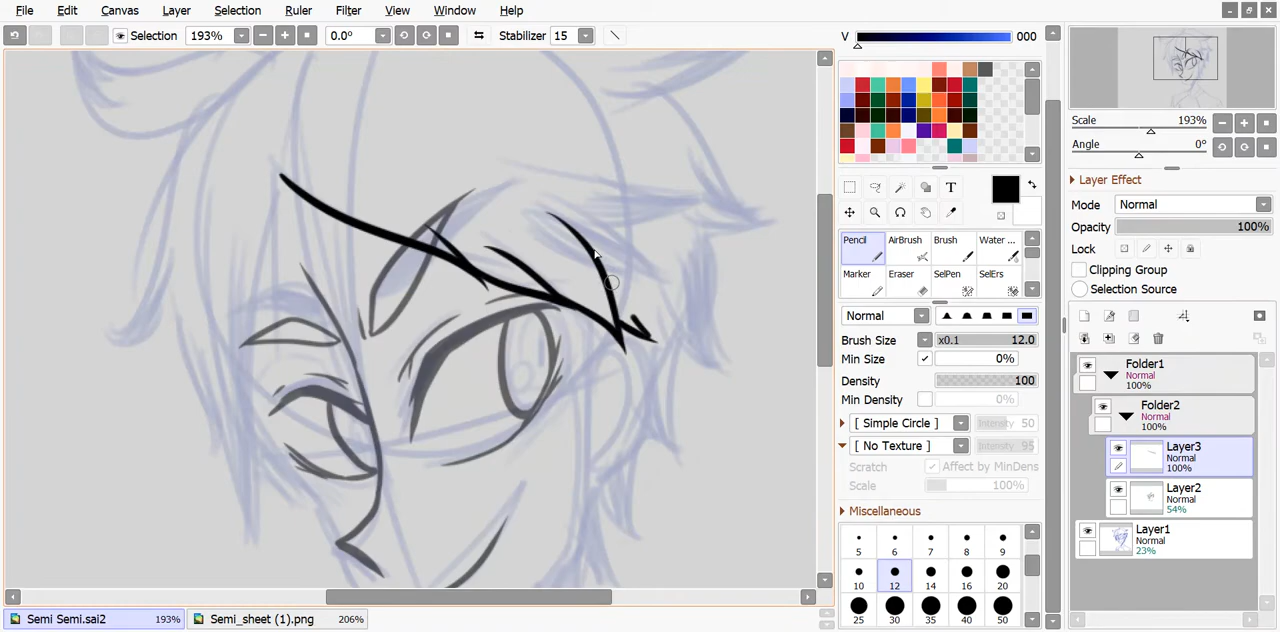 File Edit Canvas Layer Selection Ruler Filter View Window Help
Selection 193% 0.0° Stabilizer 15
V 000
Scale 193%
Angle 0°
Layer Effect
Mode Normal
Opacity 100%
Lock
Clipping Group
Selection Source
T
Pencil AirBrush Brush Water ...
Marker Eraser SelPen SelErs
Normal
Brush Size x0.1 12.0
Min Size 0%
Density 100
Min Density 0%
[ Simple Circle ] Intensity 50
[ No Texture ] Intensity 95
Scratch Affect by MinDens
Scale 100%
Miscellaneous
5 6 7 8 9
10 12 14 16 20
25 30 35 40 50
Folder1
Normal
100%
Folder2
Normal
100%
Layer3
Normal
100%
Layer2
Normal
54%
Layer1
Normal
23%
Semi Semi.sai2 193% Semi_sheet (1).png 206%